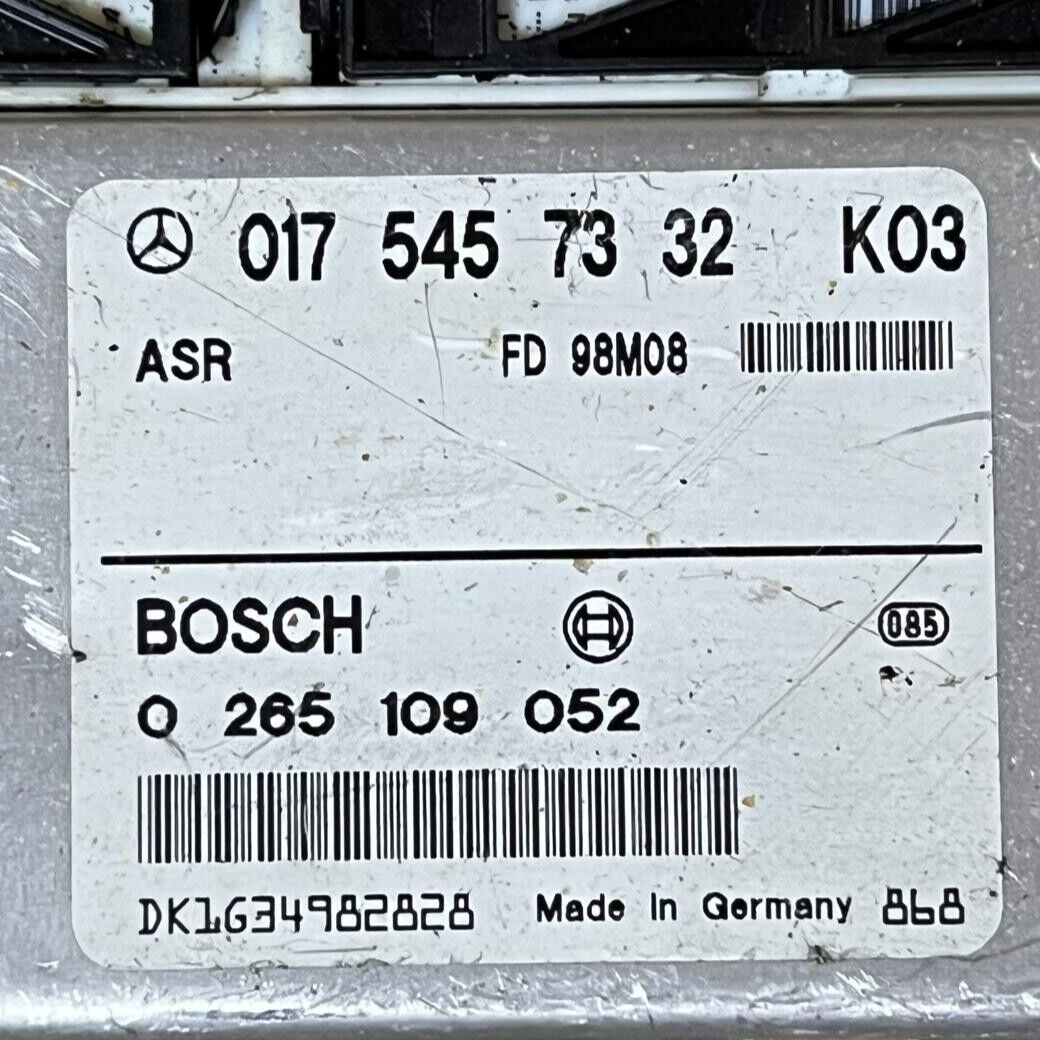 017 545 73 32 K03
ASR FD 98M08
BOSCH 085
0 265 109 052
DK1G34982828 Made in Germany 868